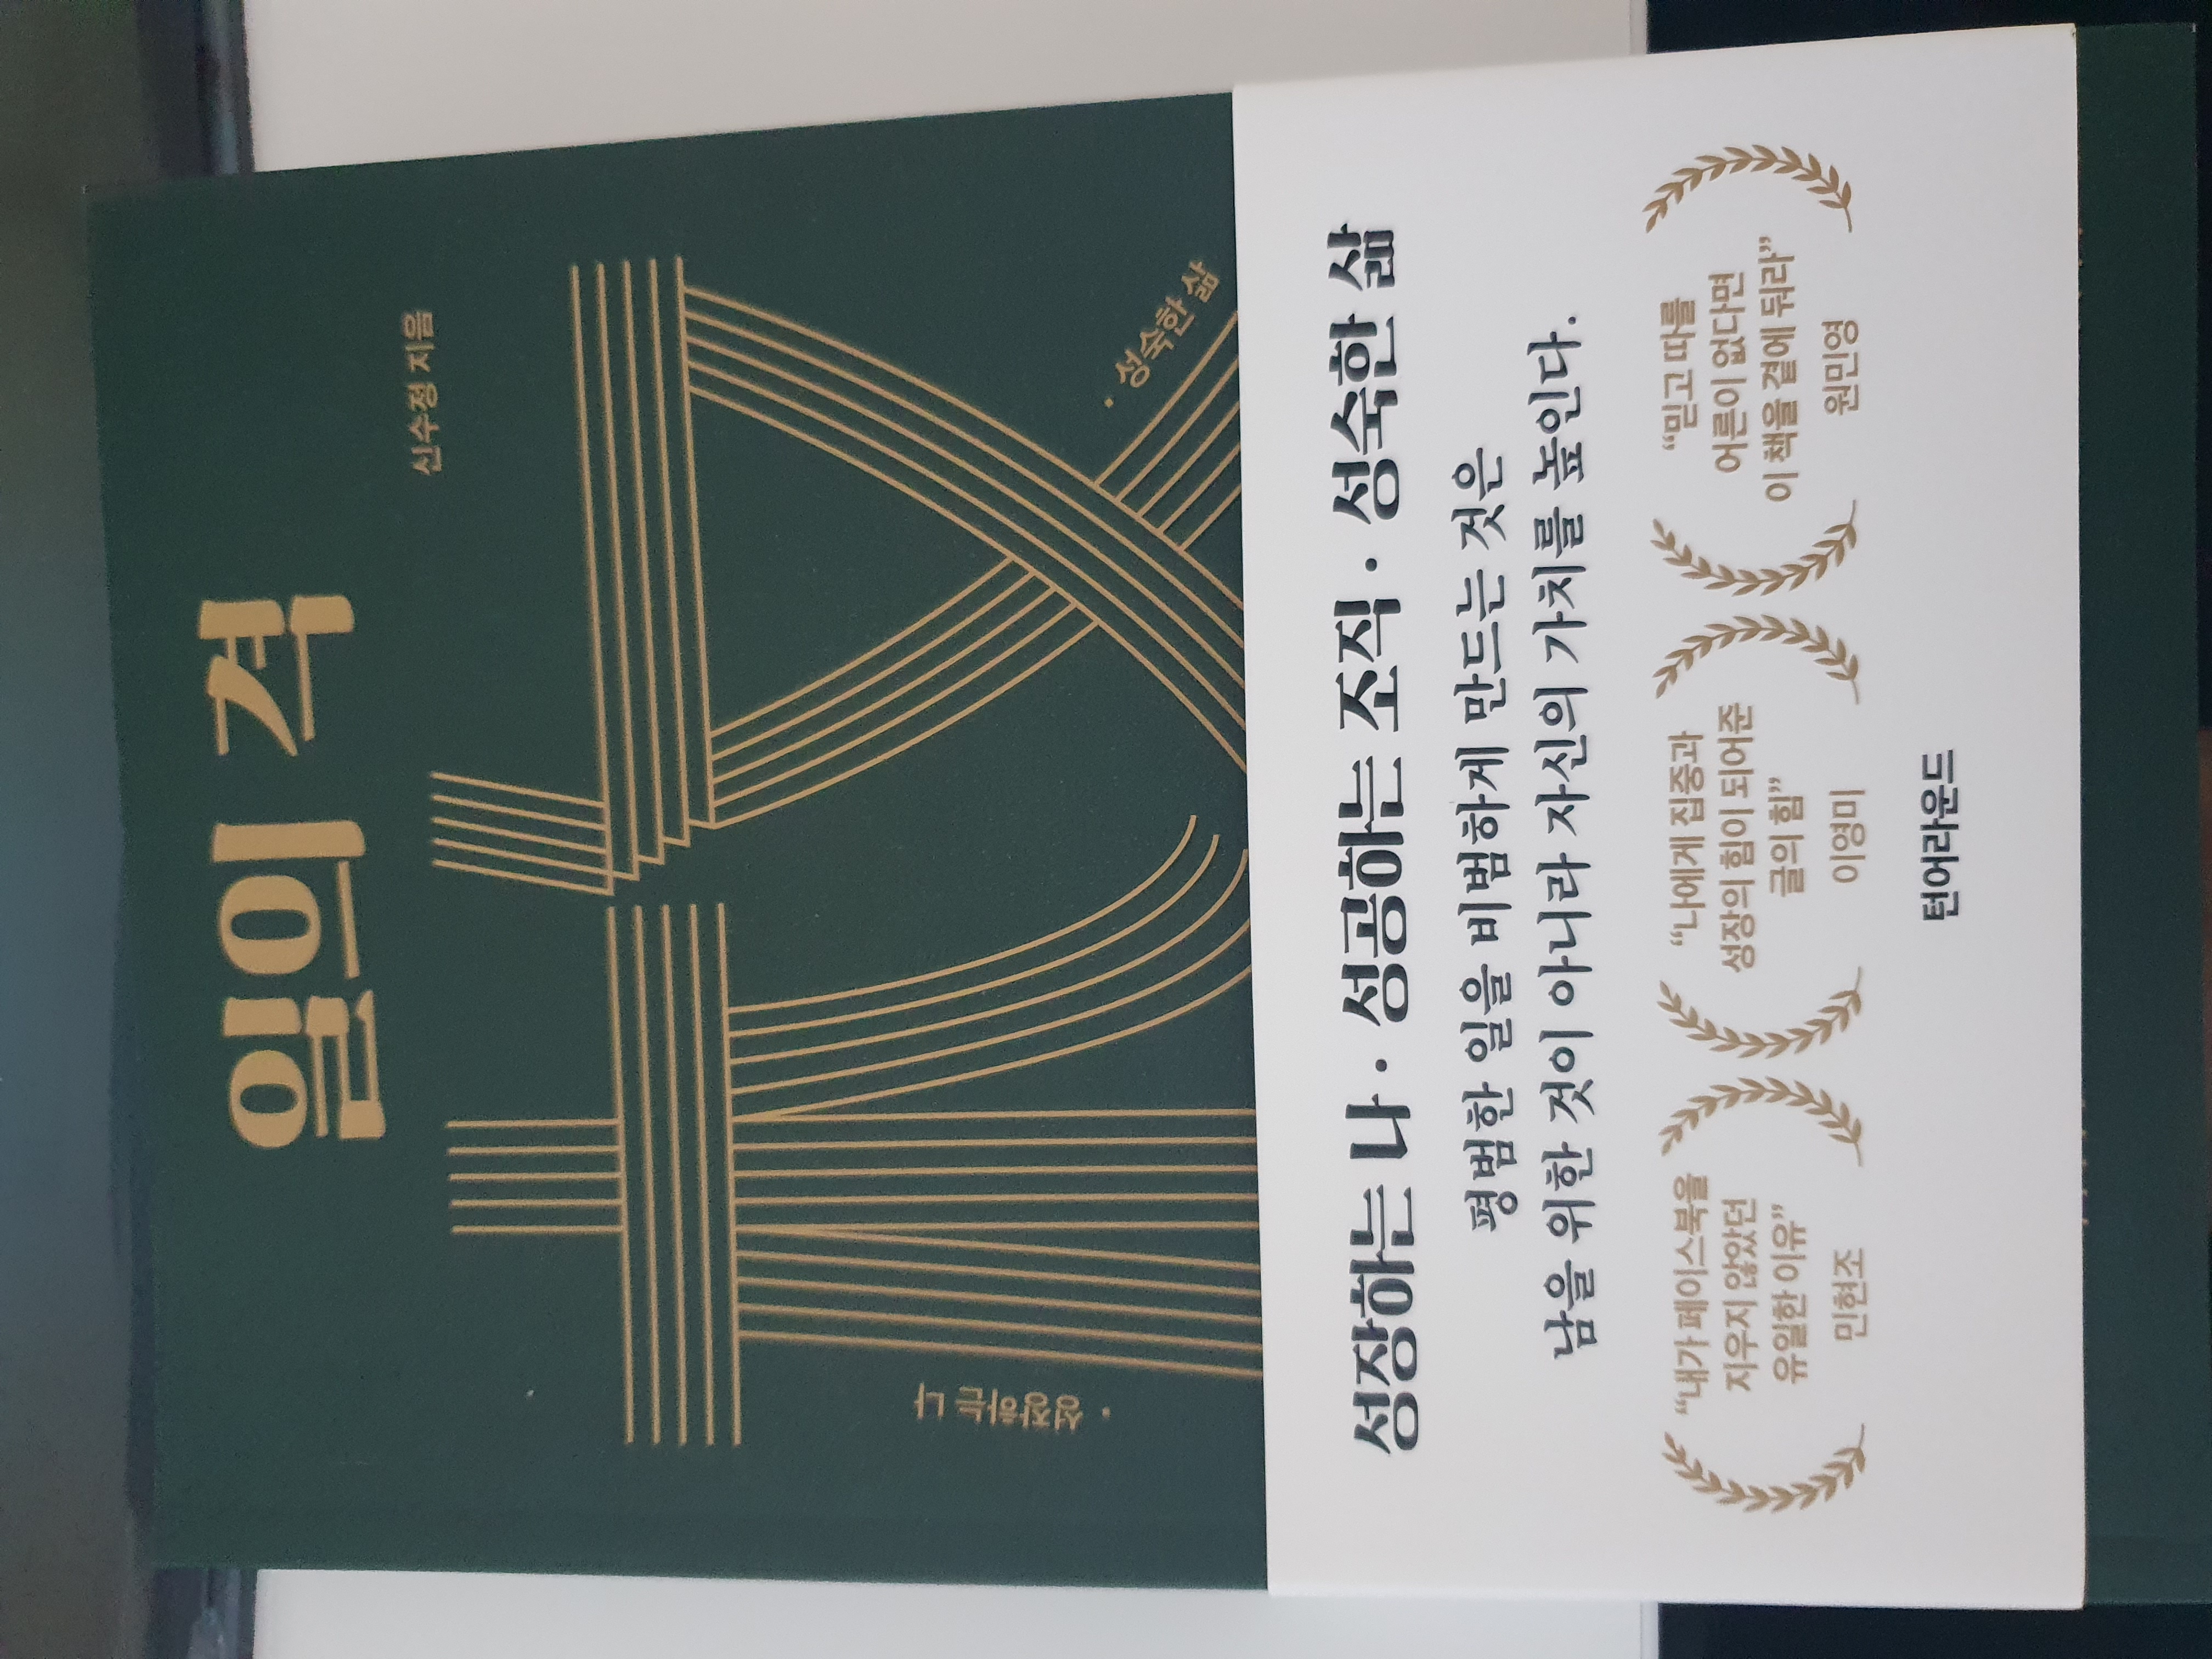 일의 격
신수정 지음
· 성장하는 나
· 성숙한 삶
성장하는 나 · 성공하는 조직 · 성숙한 삶
평범한 일을 비범하게 만드는 것은
남을 위한 것이 아니라 자신의 가치를 높인다.
“내가 페이스북을
지우지 않았던
유일한 이유”
민현조
“나에게 집중과
성장의 힘이 되어준
글의 힘”
이영미
“믿고 따를
어른이 없다면
이 책을 곁에 둬라”
원민영
턴어라운드